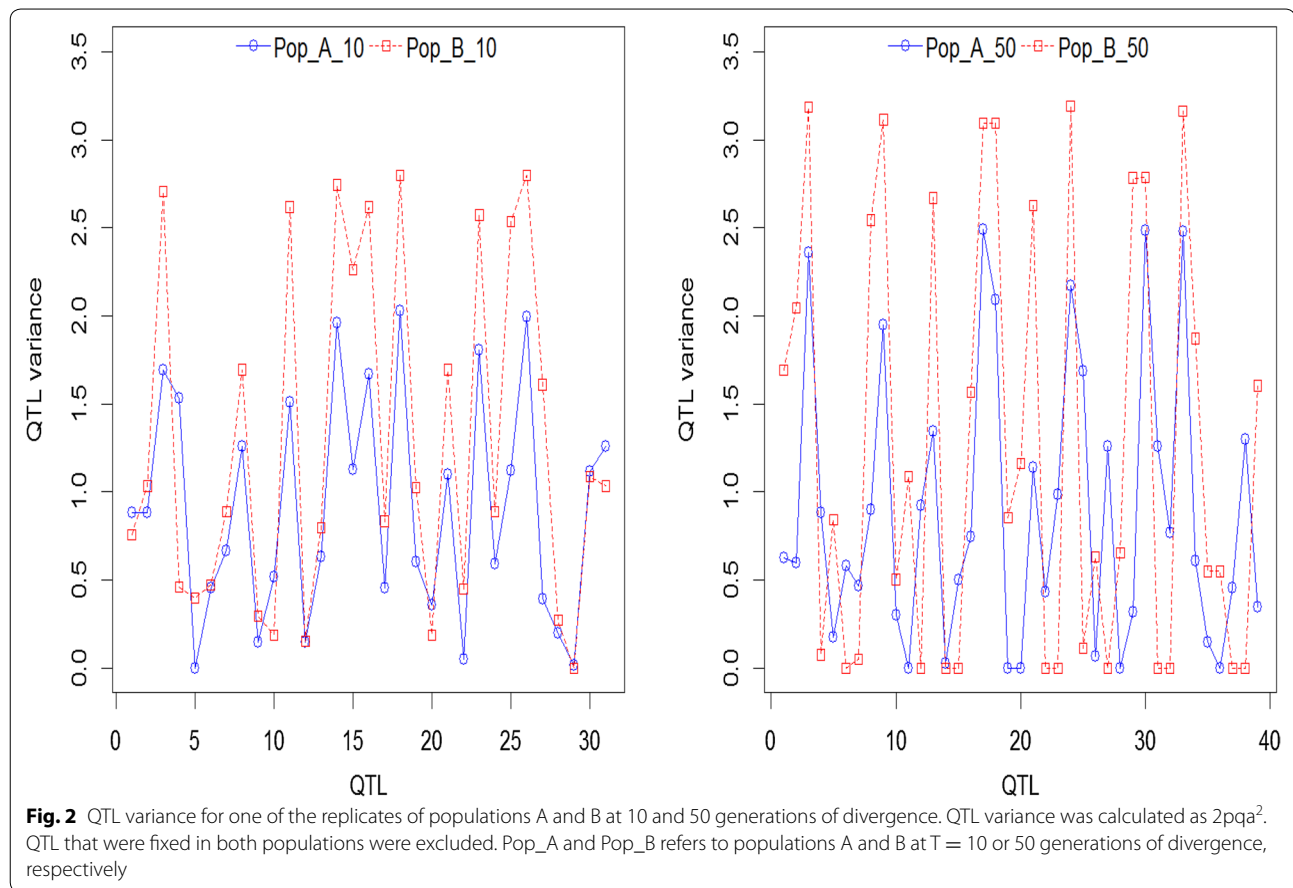 Pop_A_10 Pop_B_10
QTL variance
0.0 0.5 1.0 1.5 2.0 2.5 3.0 3.5
0 5 10 15 20 25 30
QTL
Pop_A_50 Pop_B_50
QTL variance
0.0 0.5 1.0 1.5 2.0 2.5 3.0 3.5
0 10 20 30 40
QTL
Fig. 2 QTL variance for one of the replicates of populations A and B at 10 and 50 generations of divergence. QTL variance was calculated as 2pqa².
QTL that were fixed in both populations were excluded. Pop_A and Pop_B refers to populations A and B at T = 10 or 50 generations of divergence,
respectively